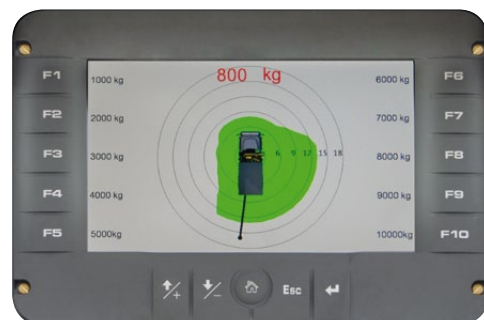 800 kg
F1
1000 kg
6000 kg
F6
F2
2000 kg
7000 kg
F7
F3
3000 kg
6 9 12 15 18
8000 kg
F8
F4
4000 kg
9000 kg
F9
F5
5000kg
10000kg
F10
+
-
Esc